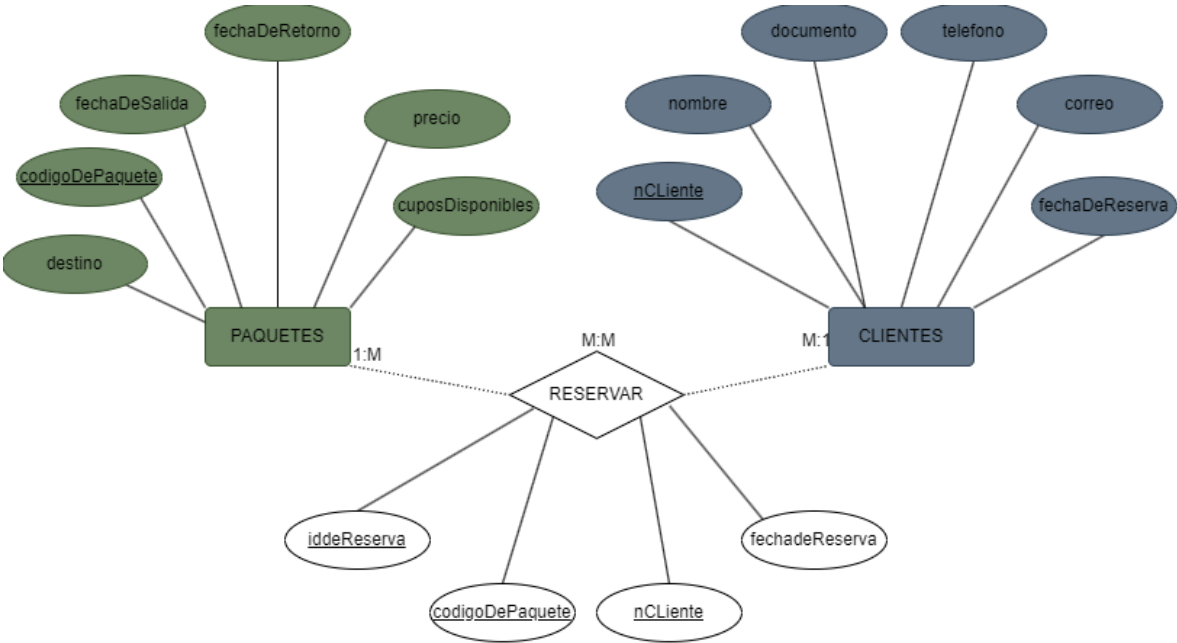 fechaDeRetorno
documento
telefono
fechaDeSalida
nombre
correo
precio
codigoDePaquete
nCLiente
cuposDisponibles
fechaDeReserva
destino
PAQUETES
CLIENTES
1:M
M:M
M:1
RESERVAR
iddeReserva
fechadeReserva
codigoDePaquete
nCLiente